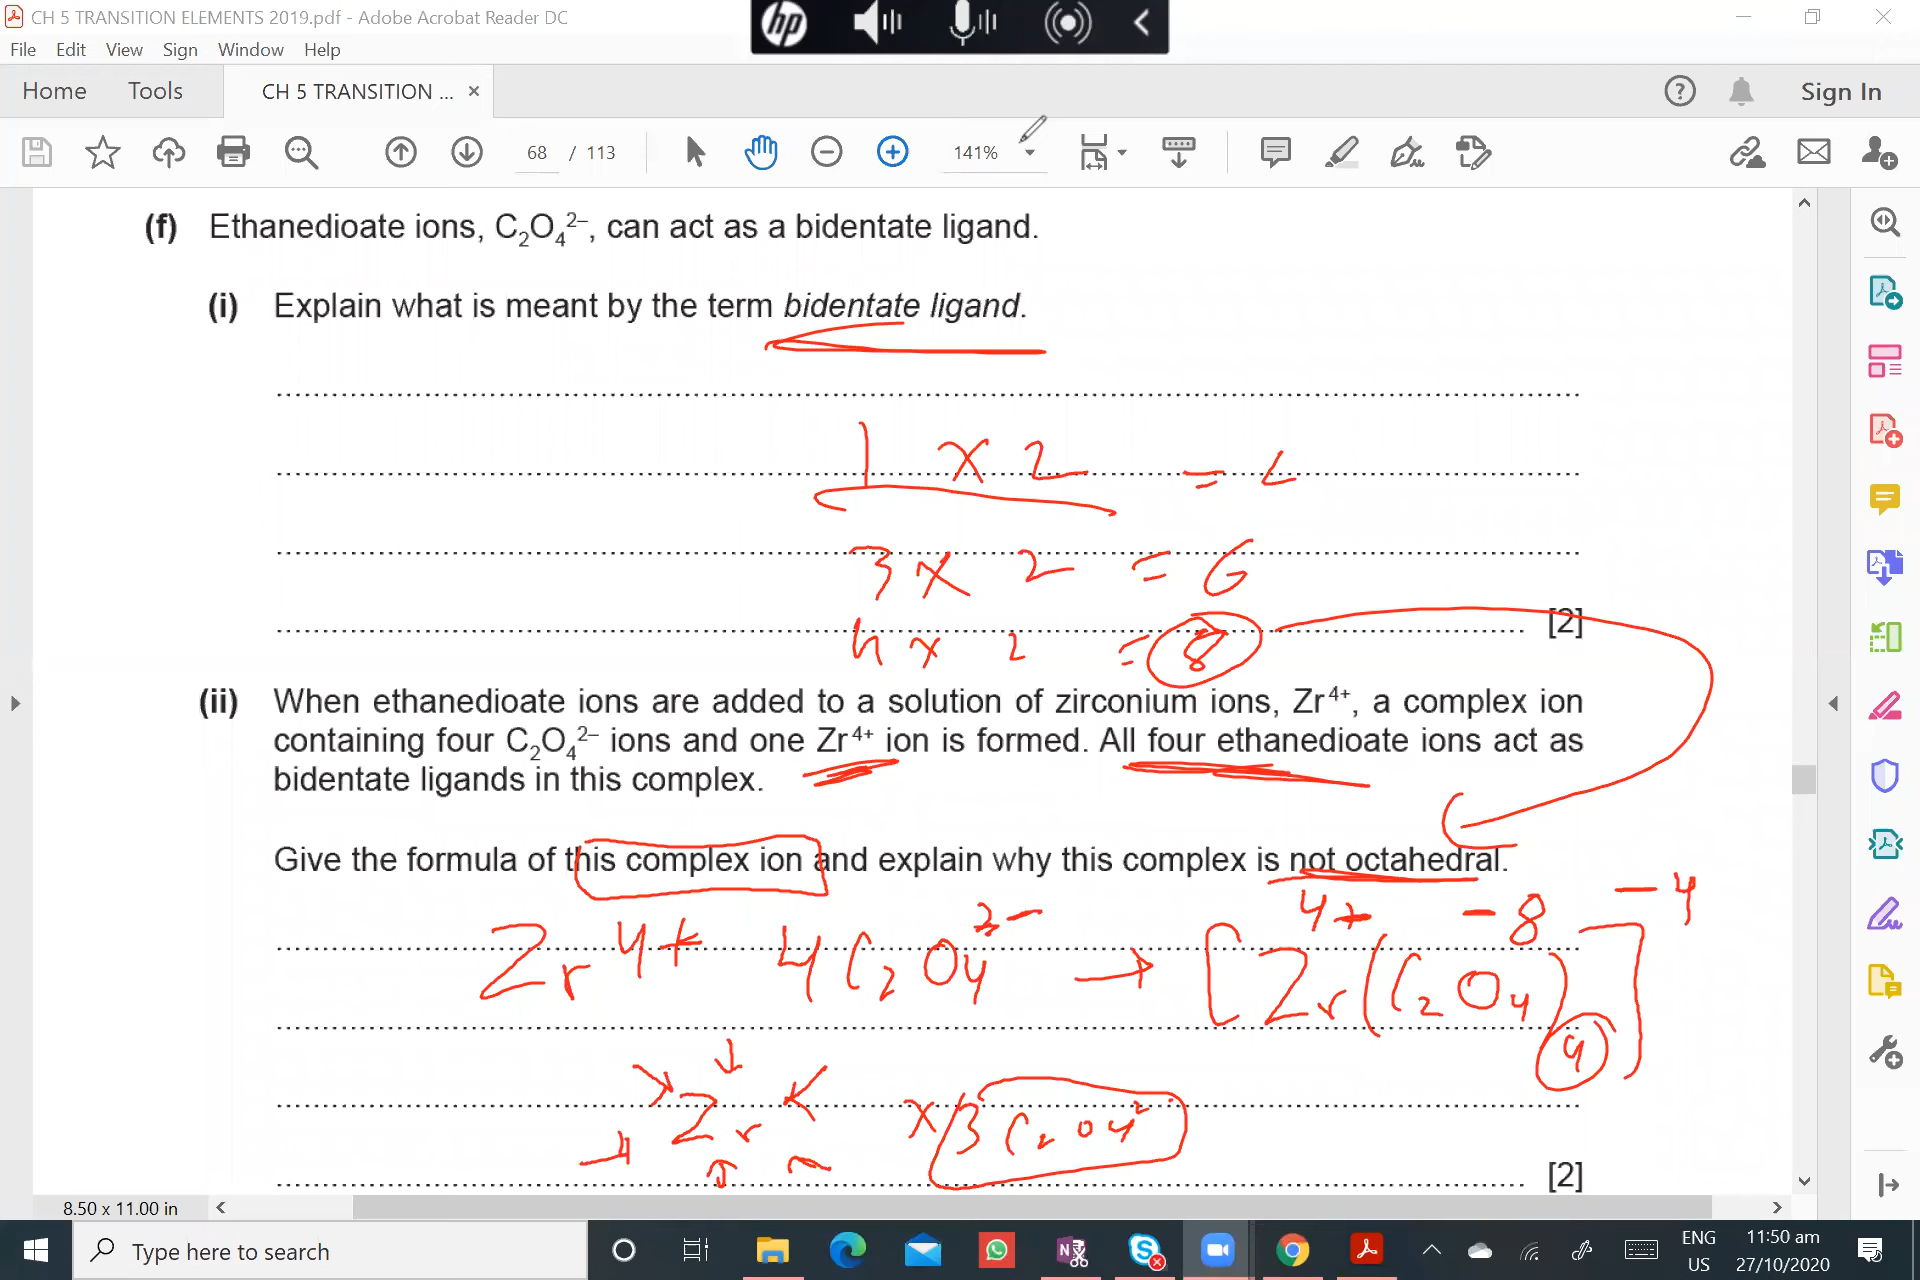 CH 5 TRANSITION ELEMENTS 2019.pdf - Adobe Acrobat Reader DC
hp
File Edit View Sign Window Help
Home Tools CH 5 TRANSITION ... × Sign In
68 / 113 141%
(f) Ethanedioate ions, C₂O₄²⁻, can act as a bidentate ligand.
(i) Explain what is meant by the term bidentate ligand.
1 x 2 =
3 x 2 = 6
[2]
4 x 2 = 8
(ii) When ethanedioate ions are added to a solution of zirconium ions, Zr⁴⁺, a complex ion
containing four C₂O₄²⁻ ions and one Zr⁴⁺ ion is formed. All four ethanedioate ions act as
bidentate ligands in this complex.
Give the formula of this complex ion and explain why this complex is not octahedral.
4+ -8 -4
Zr 4+ 4C₂O₄²⁻ → [Zr(C₂O₄)₄]
Zr x 3 C₂O₄²
[2]
8.50 x 11.00 in
Type here to search
ENG 11:50 am
US 27/10/2020